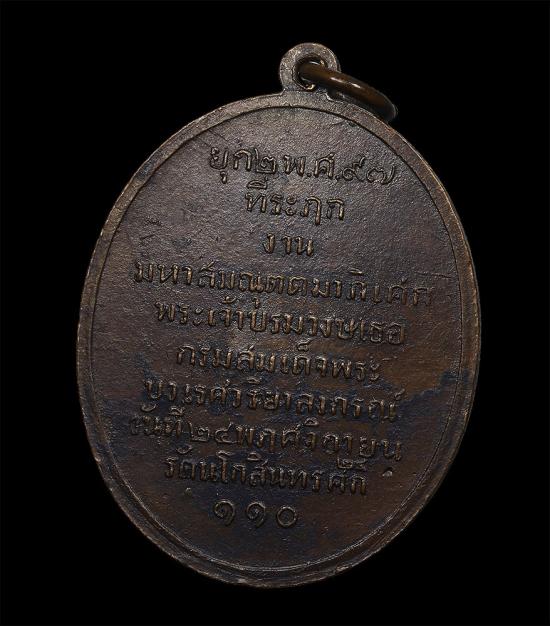 ยุก๒พ.ศ.๙๗
ที่ระฦก
งาน
มหาสมณุตตมาภิเศก
พระเจ้าบรมวงษเธอ
กรมสมเด็จพระ
ปวเรศวริยาลงกรณ์
วันที่๒๔พฤศจิกายน
รัตนโกสินทรศก๒๔
๑๑๐